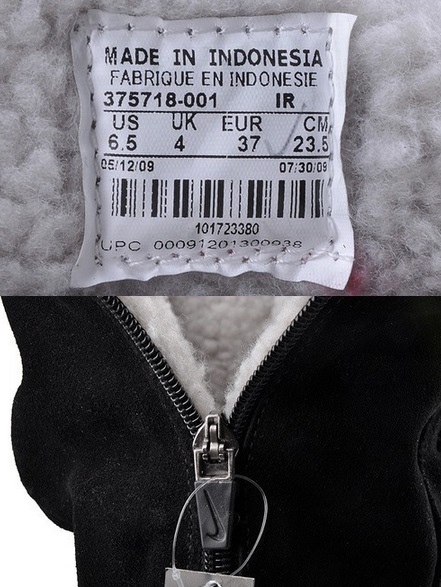 MADE IN INDONESIA
FABRIQUE EN INDONESIE
375718-001 IR
US UK EUR CM
6.5 4 37 23.5
05/12/09 07/30/09
101723380
UPC 00091201300938